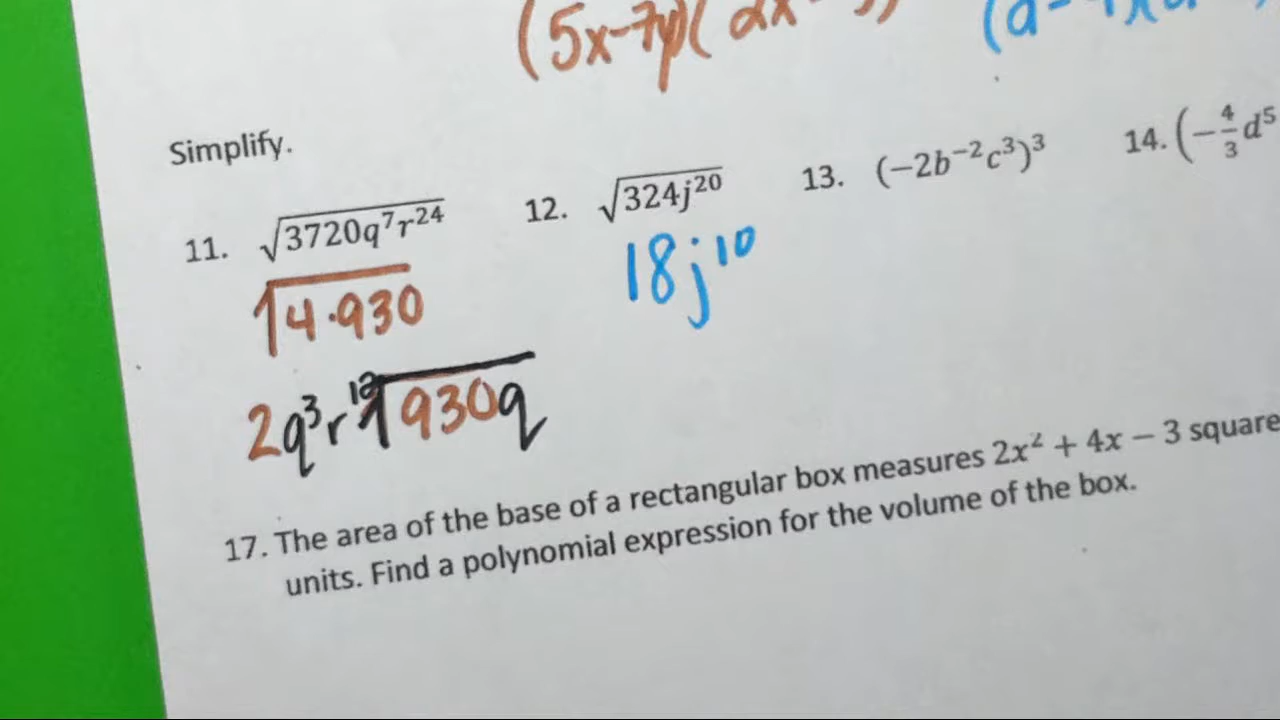 (5x-7y)(2x
Simplify.
11. √3720q⁷r²⁴ 12. √324j²⁰ 13. (−2b⁻²c³)³ 14. (−4/3 d⁵
√4·930 18j¹⁰
2q³r¹²√930q
17. The area of the base of a rectangular box measures 2x² + 4x − 3 square
units. Find a polynomial expression for the volume of the box.